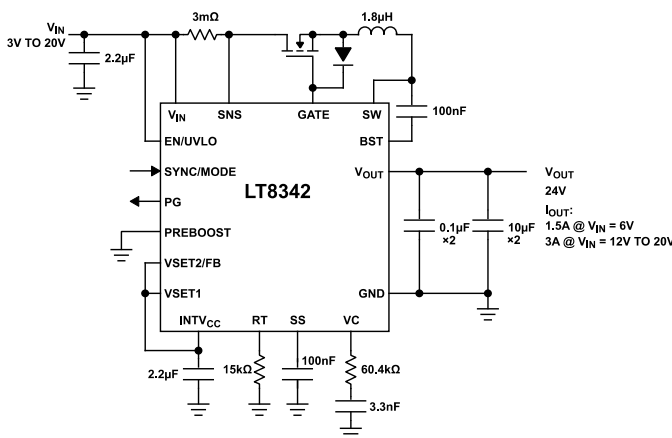 VIN
3V TO 20V
2.2µF
3mΩ
1.8µH
VIN
SNS
GATE
SW
100nF
EN/UVLO
BST
SYNC/MODE
VOUT
VOUT
24V
LT8342
PG
IOUT:
1.5A @ VIN = 6V
3A @ VIN = 12V TO 20V
0.1µF
×2
10µF
×2
PREBOOST
VSET2/FB
VSET1
GND
INTVCC
RT
SS
VC
2.2µF
15kΩ
100nF
60.4kΩ
3.3nF